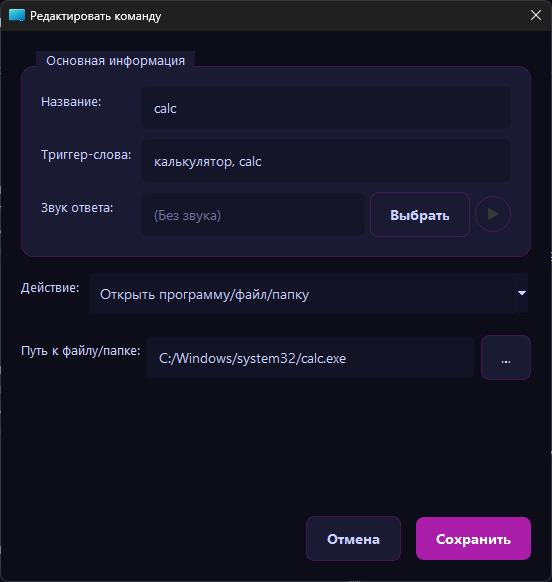 Редактировать команду
Основная информация
Название: calc
Триггер-слова: калькулятор, calc
Звук ответа: (Без звука) Выбрать
Действие: Открыть программу/файл/папку
Путь к файлу/папке: C:/Windows/system32/calc.exe ...
Отмена Сохранить